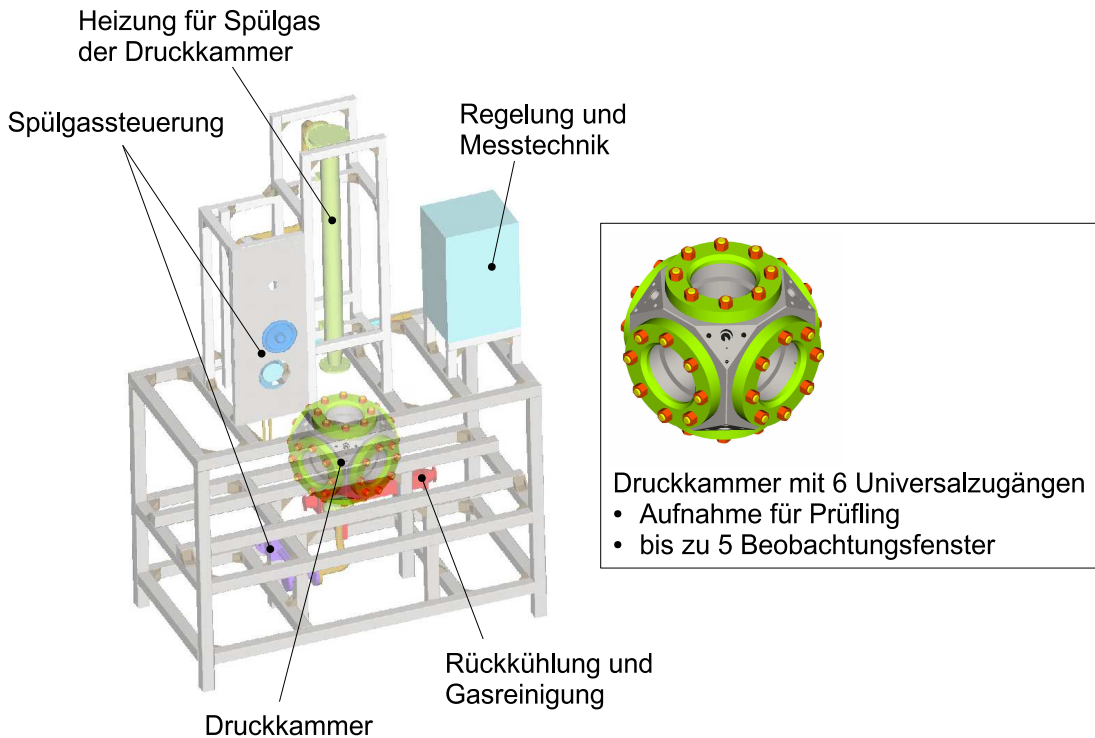 Heizung für Spülgas
der Druckkammer
Spülgassteuerung
Regelung und
Messtechnik
Druckkammer mit 6 Universalzugängen
• Aufnahme für Prüfling
• bis zu 5 Beobachtungsfenster
Rückkühlung und
Gasreinigung
Druckkammer